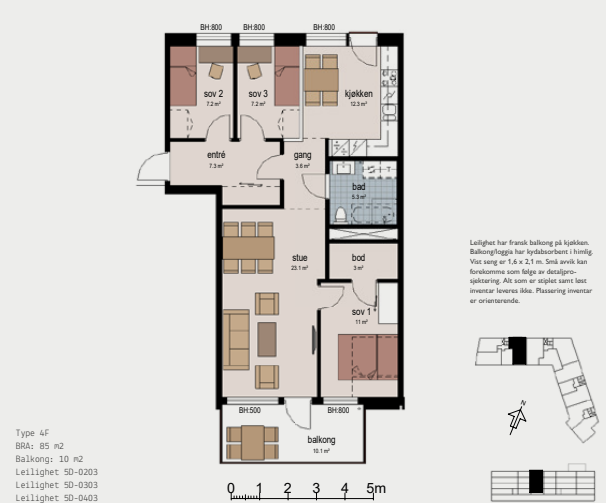 BH:800 BH:800 BH:800
sov 2
7.2 m²
sov 3
7.2 m²
kjøkken
12.3 m²
entré
7.3 m²
gang
3.6 m²
bad
5.3 m²
stue
23.1 m²
bod
3 m²
sov 1
11 m²
BH:500 BH:800
balkong
10.1 m²
Leilighet har fransk balkong på kjøkken.
Balkong/loggia har kydabsorbent i himlig.
Vist seng er 1,6 x 2,1 m. Små avvik kan
forekomme som følge av detaljpro-
sjektering. Alt som er stiplet samt løst
inventar leveres ikke. Plassering inventar
er orienterende.
N
Type 4F
BRA: 85 m2
Balkong: 10 m2
Leilighet 5D-0203
Leilighet 5D-0303
Leilighet 5D-0403
0 1 2 3 4 5m